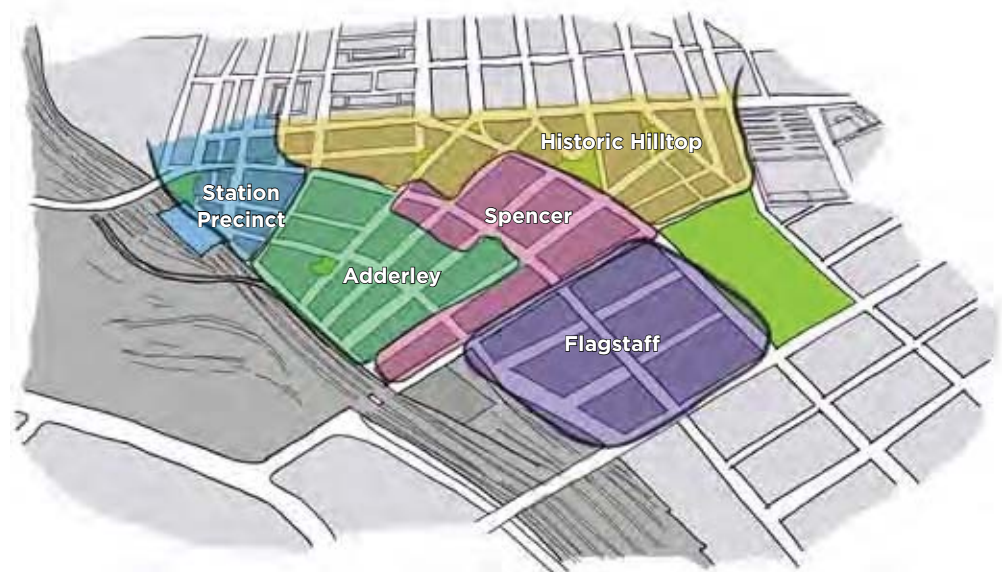 Historic Hilltop
Station
Precinct
Spencer
Adderley
Flagstaff